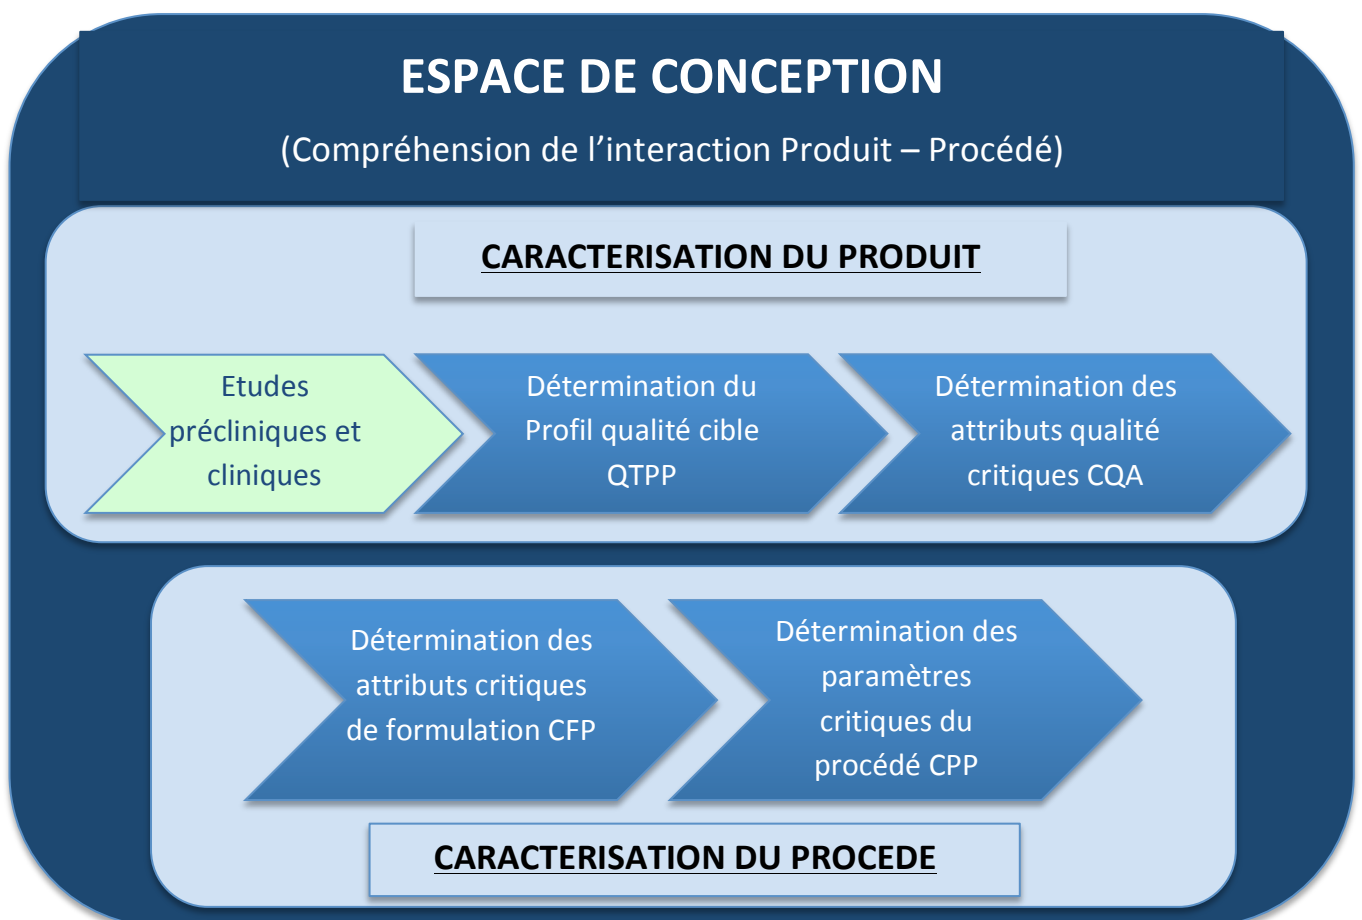 ESPACE DE CONCEPTION
(Compréhension de l’interaction Produit – Procédé)
CARACTERISATION DU PRODUIT
Etudes
précliniques et
cliniques
Détermination du
Profil qualité cible
QTPP
Détermination des
attributs qualité
critiques CQA
Détermination des
attributs critiques
de formulation CFP
Détermination des
paramètres
critiques du
procédé CPP
CARACTERISATION DU PROCEDE